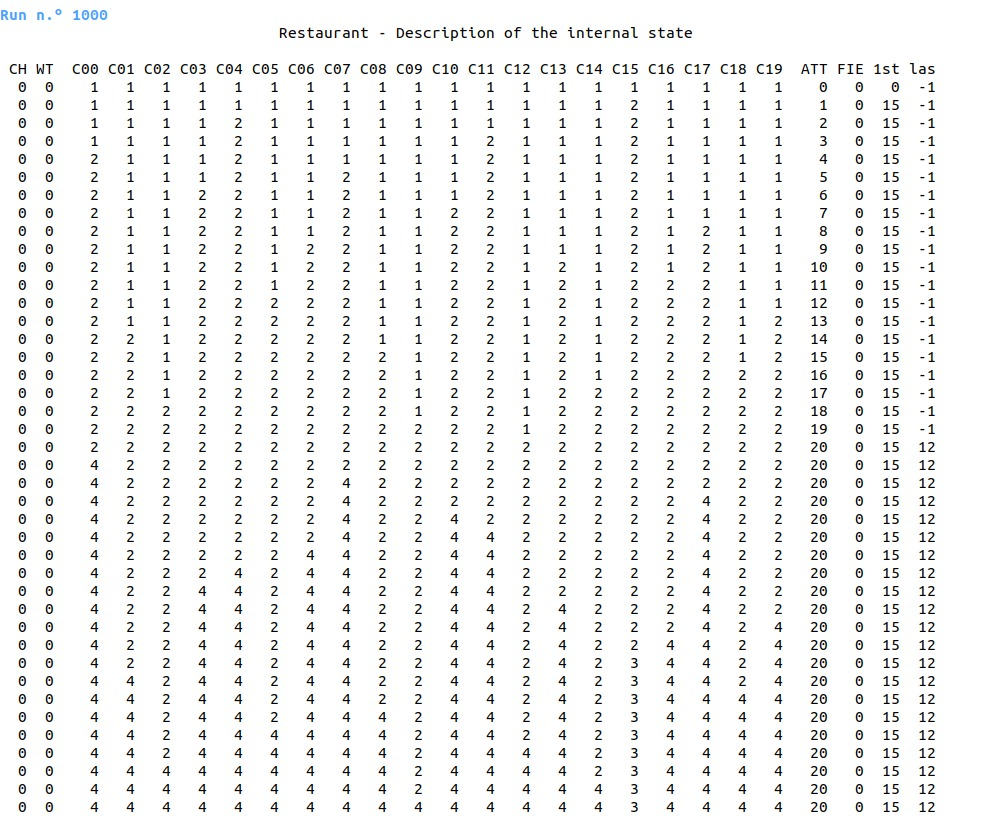 Run n.º 1000
Restaurant - Description of the internal state
CH WT C00 C01 C02 C03 C04 C05 C06 C07 C08 C09 C10 C11 C12 C13 C14 C15 C16 C17 C18 C19 ATT FIE 1st las
0 0 1 1 1 1 1 1 1 1 1 1 1 1 1 1 1 1 1 1 1 1 0 0 0 -1
0 0 1 1 1 1 1 1 1 1 1 1 1 1 1 1 1 2 1 1 1 1 1 0 15 -1
0 0 1 1 1 1 2 1 1 1 1 1 1 1 1 1 1 2 1 1 1 1 2 0 15 -1
0 0 1 1 1 1 2 1 1 1 1 1 1 2 1 1 1 2 1 1 1 1 3 0 15 -1
0 0 2 1 1 1 2 1 1 1 1 1 1 2 1 1 1 2 1 1 1 1 4 0 15 -1
0 0 2 1 1 1 2 1 1 2 1 1 1 2 1 1 1 2 1 1 1 1 5 0 15 -1
0 0 2 1 1 2 2 1 1 2 1 1 1 2 1 1 1 2 1 1 1 1 6 0 15 -1
0 0 2 1 1 2 2 1 1 2 1 1 2 2 1 1 1 2 1 1 1 1 7 0 15 -1
0 0 2 1 1 2 2 1 1 2 1 1 2 2 1 1 1 2 1 2 1 1 8 0 15 -1
0 0 2 1 1 2 2 1 2 2 1 1 2 2 1 1 1 2 1 2 1 1 9 0 15 -1
0 0 2 1 1 2 2 1 2 2 1 1 2 2 1 2 1 2 1 2 1 1 10 0 15 -1
0 0 2 1 1 2 2 1 2 2 1 1 2 2 1 2 1 2 2 2 1 1 11 0 15 -1
0 0 2 1 1 2 2 2 2 2 1 1 2 2 1 2 1 2 2 2 1 1 12 0 15 -1
0 0 2 1 1 2 2 2 2 2 1 1 2 2 1 2 1 2 2 2 1 2 13 0 15 -1
0 0 2 2 1 2 2 2 2 2 1 1 2 2 1 2 1 2 2 2 1 2 14 0 15 -1
0 0 2 2 1 2 2 2 2 2 2 1 2 2 1 2 1 2 2 2 1 2 15 0 15 -1
0 0 2 2 1 2 2 2 2 2 2 1 2 2 1 2 1 2 2 2 2 2 16 0 15 -1
0 0 2 2 1 2 2 2 2 2 2 1 2 2 1 2 2 2 2 2 2 2 17 0 15 -1
0 0 2 2 2 2 2 2 2 2 2 1 2 2 1 2 2 2 2 2 2 2 18 0 15 -1
0 0 2 2 2 2 2 2 2 2 2 2 2 2 1 2 2 2 2 2 2 2 19 0 15 -1
0 0 2 2 2 2 2 2 2 2 2 2 2 2 2 2 2 2 2 2 2 2 20 0 15 12
0 0 4 2 2 2 2 2 2 2 2 2 2 2 2 2 2 2 2 2 2 2 20 0 15 12
0 0 4 2 2 2 2 2 2 4 2 2 2 2 2 2 2 2 2 2 2 2 20 0 15 12
0 0 4 2 2 2 2 2 2 4 2 2 2 2 2 2 2 2 2 4 2 2 20 0 15 12
0 0 4 2 2 2 2 2 2 4 2 2 4 2 2 2 2 2 2 4 2 2 20 0 15 12
0 0 4 2 2 2 2 2 2 4 2 2 4 4 2 2 2 2 2 4 2 2 20 0 15 12
0 0 4 2 2 2 2 2 4 4 2 2 4 4 2 2 2 2 2 4 2 2 20 0 15 12
0 0 4 2 2 2 4 2 4 4 2 2 4 4 2 2 2 2 2 4 2 2 20 0 15 12
0 0 4 2 2 4 4 2 4 4 2 2 4 4 2 2 2 2 2 4 2 2 20 0 15 12
0 0 4 2 2 4 4 2 4 4 2 2 4 4 2 4 2 2 2 4 2 2 20 0 15 12
0 0 4 2 2 4 4 2 4 4 2 2 4 4 2 4 2 2 2 4 2 4 20 0 15 12
0 0 4 2 2 4 4 2 4 4 2 2 4 4 2 4 2 2 4 4 2 4 20 0 15 12
0 0 4 2 2 4 4 2 4 4 2 2 4 4 2 4 2 3 4 4 2 4 20 0 15 12
0 0 4 4 2 4 4 2 4 4 2 2 4 4 2 4 2 3 4 4 2 4 20 0 15 12
0 0 4 4 2 4 4 2 4 4 2 2 4 4 2 4 2 3 4 4 4 4 20 0 15 12
0 0 4 4 2 4 4 2 4 4 4 2 4 4 2 4 2 3 4 4 4 4 20 0 15 12
0 0 4 4 2 4 4 4 4 4 4 2 4 4 2 4 2 3 4 4 4 4 20 0 15 12
0 0 4 4 2 4 4 4 4 4 4 2 4 4 4 4 2 3 4 4 4 4 20 0 15 12
0 0 4 4 4 4 4 4 4 4 4 2 4 4 4 4 2 3 4 4 4 4 20 0 15 12
0 0 4 4 4 4 4 4 4 4 4 2 4 4 4 4 4 3 4 4 4 4 20 0 15 12
0 0 4 4 4 4 4 4 4 4 4 4 4 4 4 4 4 3 4 4 4 4 20 0 15 12